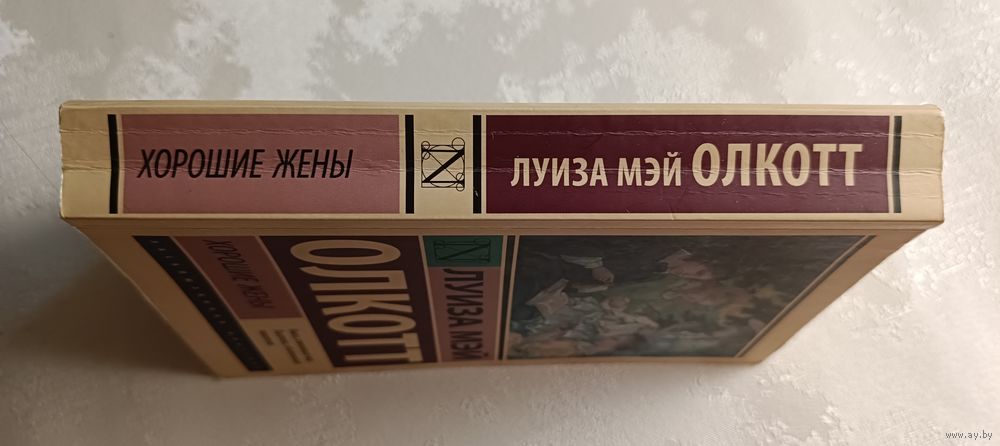 ХОРОШИЕ ЖЕНЫ
N
ЛУИЗА МЭЙ ОЛКОТТ
ЛУИЗА МЭЙ
ОЛКОТТ
ХОРОШИЕ ЖЕНЫ
www.ay.by